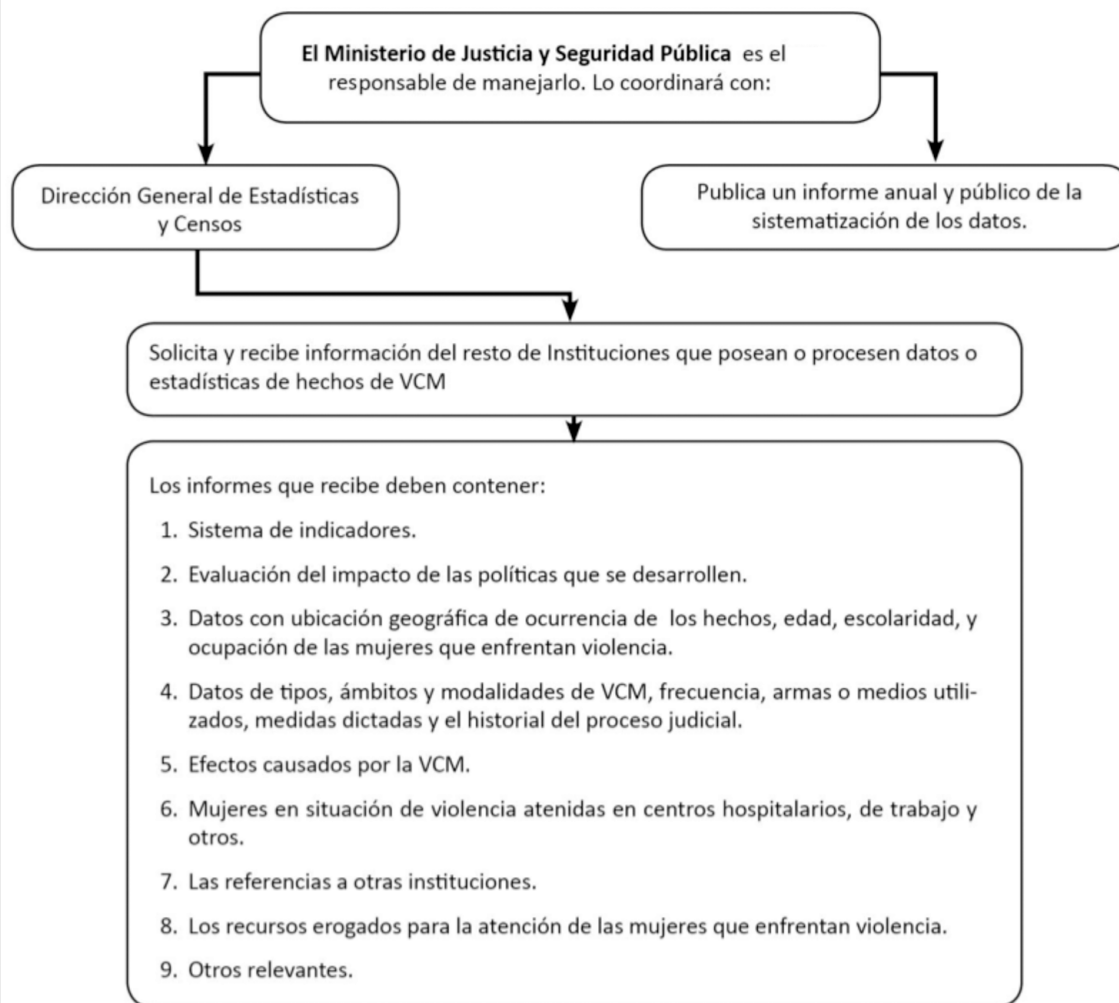 El Ministerio de Justicia y Seguridad Pública es el
responsable de manejarlo. Lo coordinará con:
Dirección General de Estadísticas
y Censos
Publica un informe anual y público de la
sistematización de los datos.
Solicita y recibe información del resto de Instituciones que posean o procesen datos o
estadísticas de hechos de VCM
Los informes que recibe deben contener:
1. Sistema de indicadores.
2. Evaluación del impacto de las políticas que se desarrollen.
3. Datos con ubicación geográfica de ocurrencia de los hechos, edad, escolaridad, y
ocupación de las mujeres que enfrentan violencia.
4. Datos de tipos, ámbitos y modalidades de VCM, frecuencia, armas o medios utili-
zados, medidas dictadas y el historial del proceso judicial.
5. Efectos causados por la VCM.
6. Mujeres en situación de violencia atenidas en centros hospitalarios, de trabajo y
otros.
7. Las referencias a otras instituciones.
8. Los recursos erogados para la atención de las mujeres que enfrentan violencia.
9. Otros relevantes.